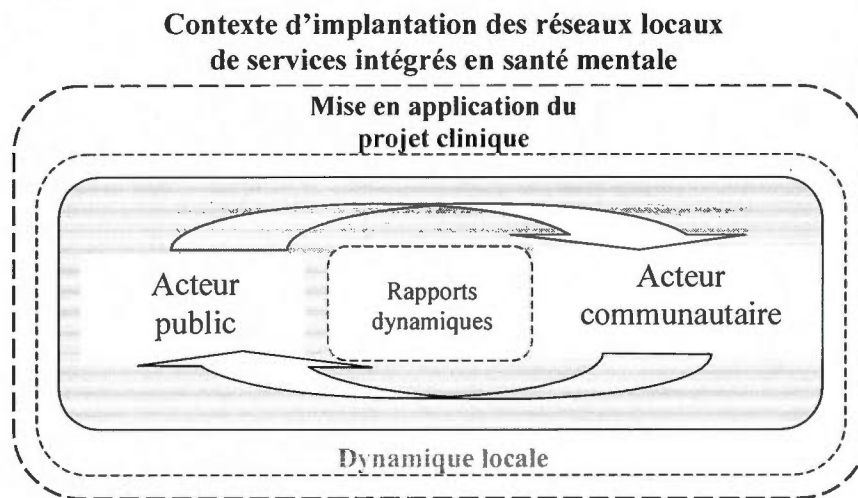 Contexte d'implantation des réseaux locaux
de services intégrés en santé mentale
Mise en application du
projet clinique
Acteur
public
Rapports
dynamiques
Acteur
communautaire
Dynamique locale